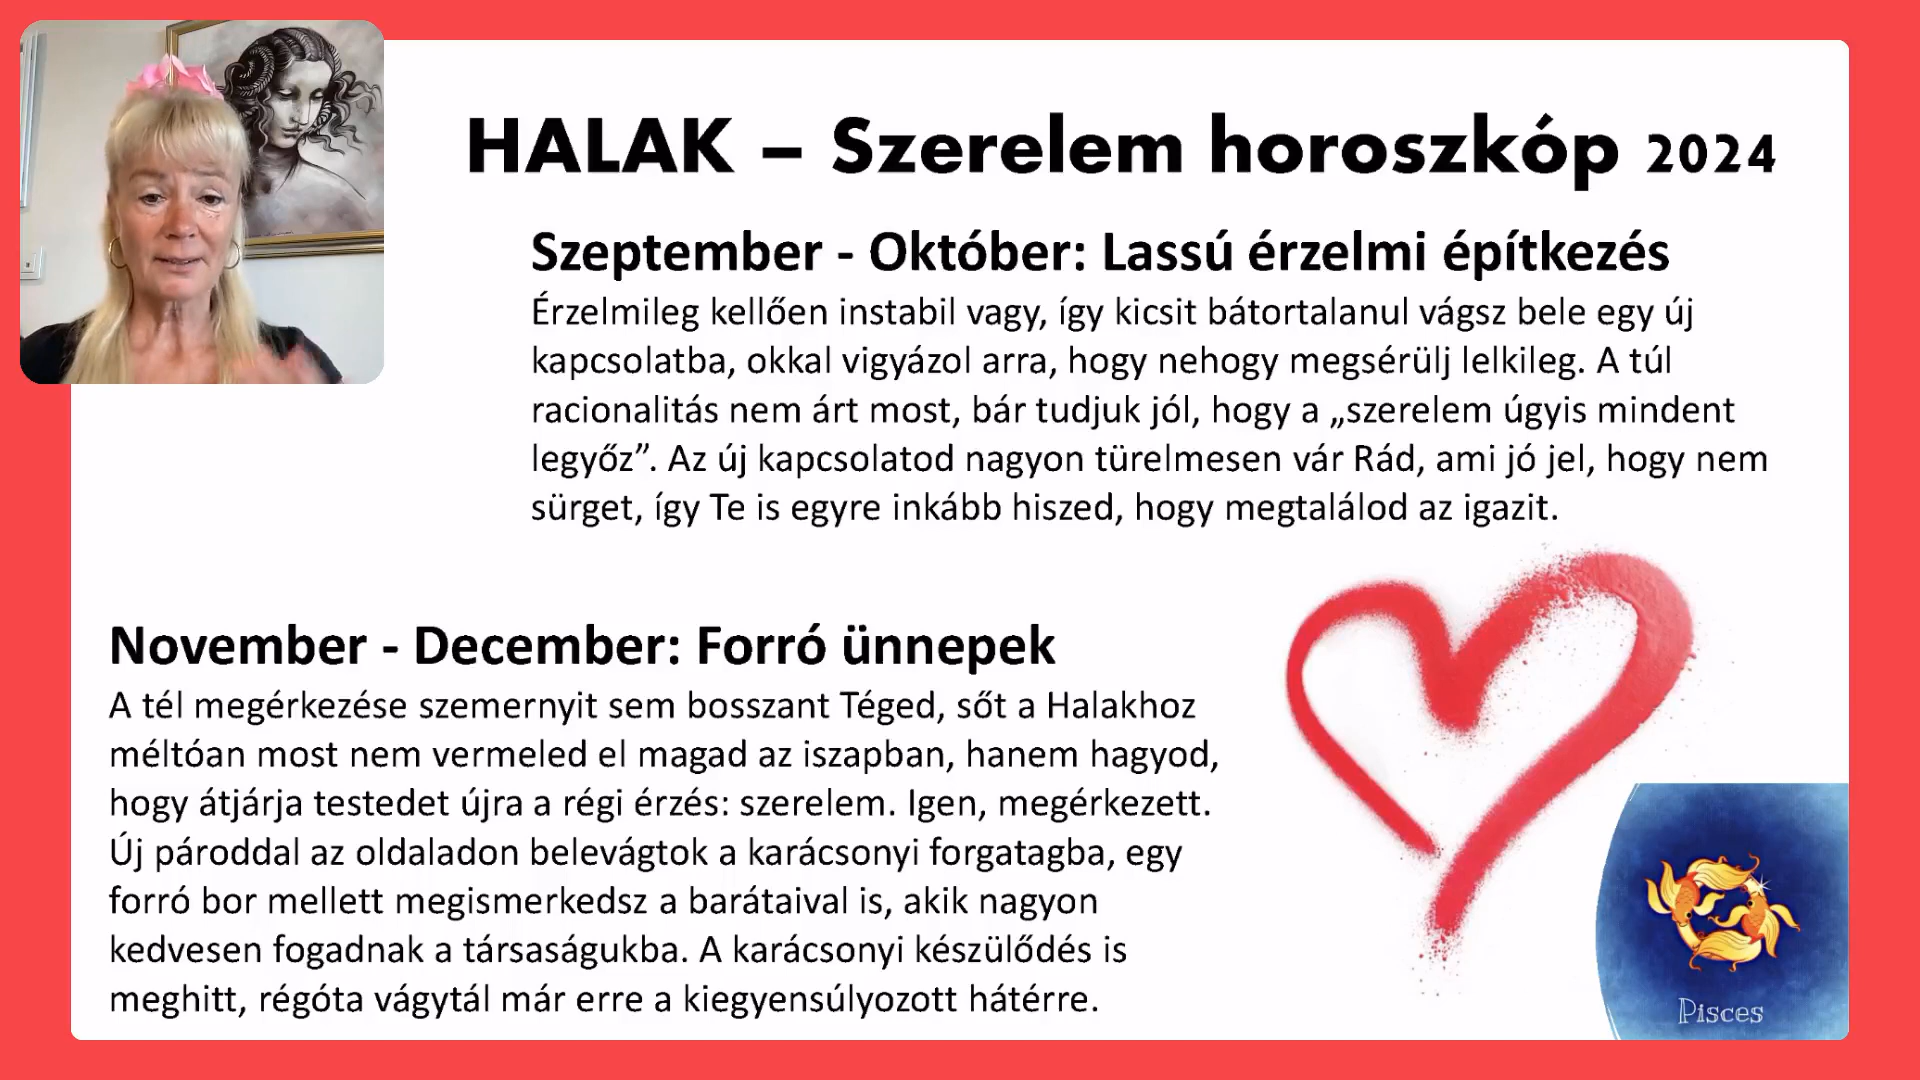 HALAK – Szerelem horoszkóp 2024
Szeptember - Október: Lassú érzelmi építkezés
Érzelmileg kellően instabil vagy, így kicsit bátortalanul vágsz bele egy új
kapcsolatba, okkal vigyázol arra, hogy nehogy megsérülj lelkileg. A túl
racionalitás nem árt most, bár tudjuk jól, hogy a „szerelem úgyis mindent
legyőz”. Az új kapcsolatod nagyon türelmesen vár Rád, ami jó jel, hogy nem
sürget, így Te is egyre inkább hiszed, hogy megtalálod az igazit.
November - December: Forró ünnepek
A tél megérkezése szemernyit sem bosszant Téged, sőt a Halakhoz
méltóan most nem vermeled el magad az iszapban, hanem hagyod,
hogy átjárja testedet újra a régi érzés: szerelem. Igen, megérkezett.
Új pároddal az oldaladon belevágtok a karácsonyi forgatagba, egy
forró bor mellett megismerkedsz a barátaival is, akik nagyon
kedvesen fogadnak a társaságukba. A karácsonyi készülődés is
meghitt, régóta vágytál már erre a kiegyensúlyozott hátérre.
Pisces